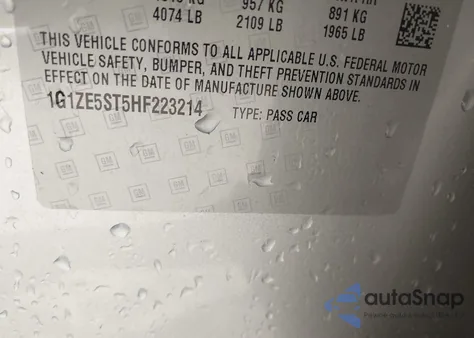 957 KG
891 KG
4074 LB
2109 LB
1965 LB
THIS VEHICLE CONFORMS TO ALL APPLICABLE U.S. FEDERAL MOTOR
VEHICLE SAFETY, BUMPER, AND THEFT PREVENTION STANDARDS IN
EFFECT ON THE DATE OF MANUFACTURE SHOWN ABOVE.
1G1ZE5ST5HF223214
TYPE: PASS CAR
GM
autoSnap